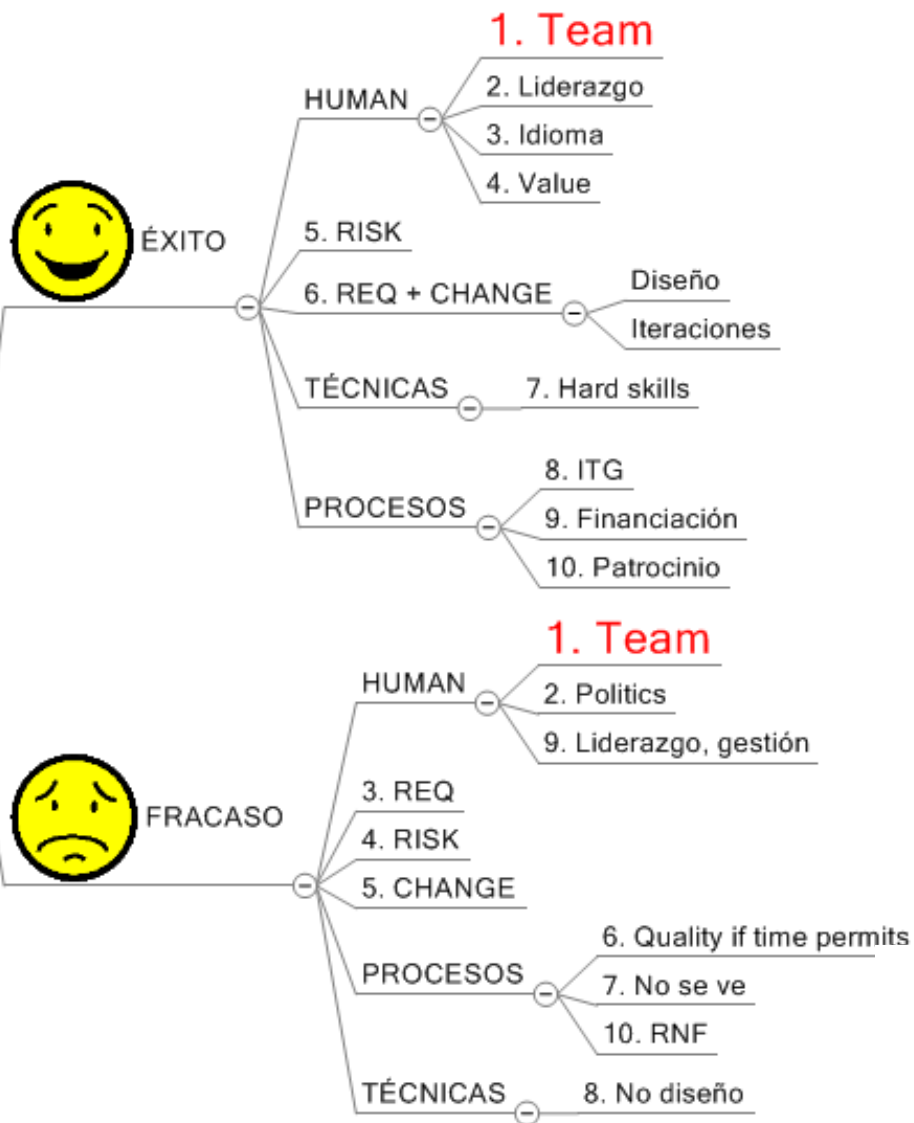 1. Team
HUMAN
2. Liderazgo
3. Idioma
4. Value
ÉXITO
5. RISK
6. REQ + CHANGE
Diseño
Iteraciones
TÉCNICAS
7. Hard skills
PROCESOS
8. ITG
9. Financiación
10. Patrocinio
1. Team
HUMAN
2. Politics
9. Liderazgo, gestión
FRACASO
3. REQ
4. RISK
5. CHANGE
PROCESOS
6. Quality if time permits
7. No se ve
10. RNF
TÉCNICAS
8. No diseño